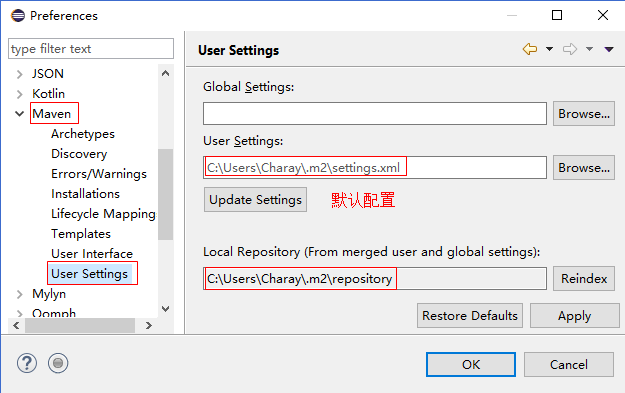 Preferences
type filter text
JSON
Kotlin
Maven
Archetypes
Discovery
Errors/Warnings
Installations
Lifecycle Mapping
Templates
User Interface
User Settings
Mylyn
Oomph
User Settings
Global Settings:
Browse...
User Settings:
C:\Users\Charay\.m2\settings.xml
Browse...
Update Settings
默认配置
Local Repository (From merged user and global settings):
C:\Users\Charay\.m2\repository
Reindex
Restore Defaults
Apply
?
OK
Cancel